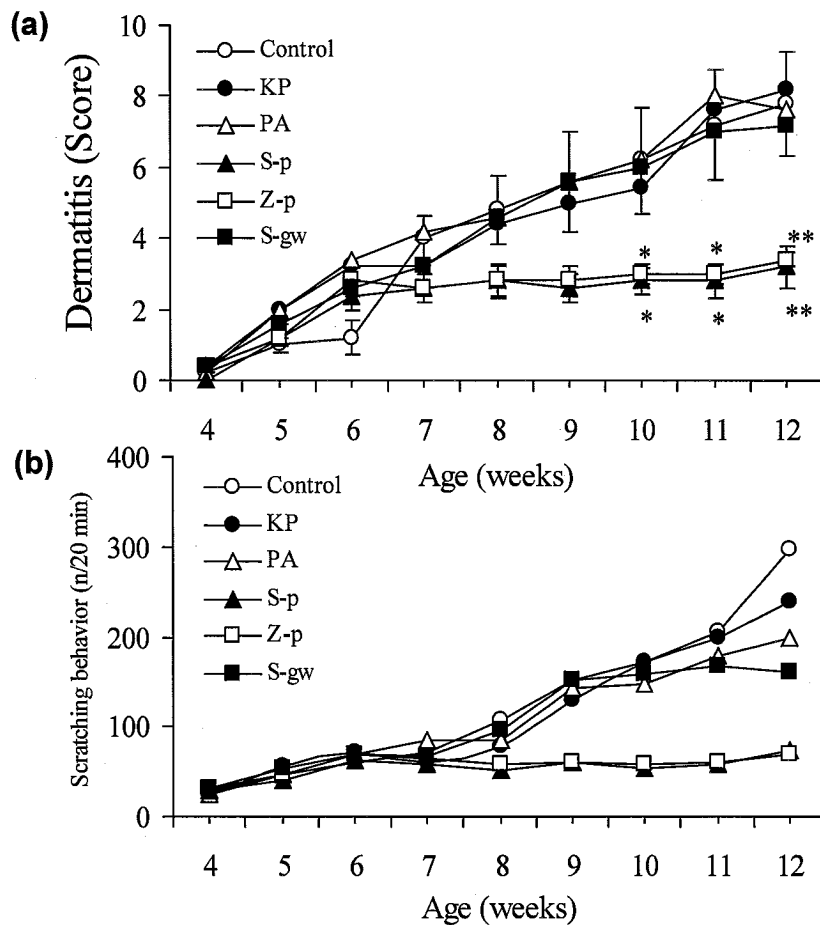 (a)
Dermatitis (Score)
10
8
6
4
2
0
Control
KP
PA
S-p
Z-p
S-gw
* * **
* * **
4 5 6 7 8 9 10 11 12
Age (weeks)
(b)
Scratching behavior (n/20 min)
400
300
200
100
0
Control
KP
PA
S-p
Z-p
S-gw
4 5 6 7 8 9 10 11 12
Age (weeks)